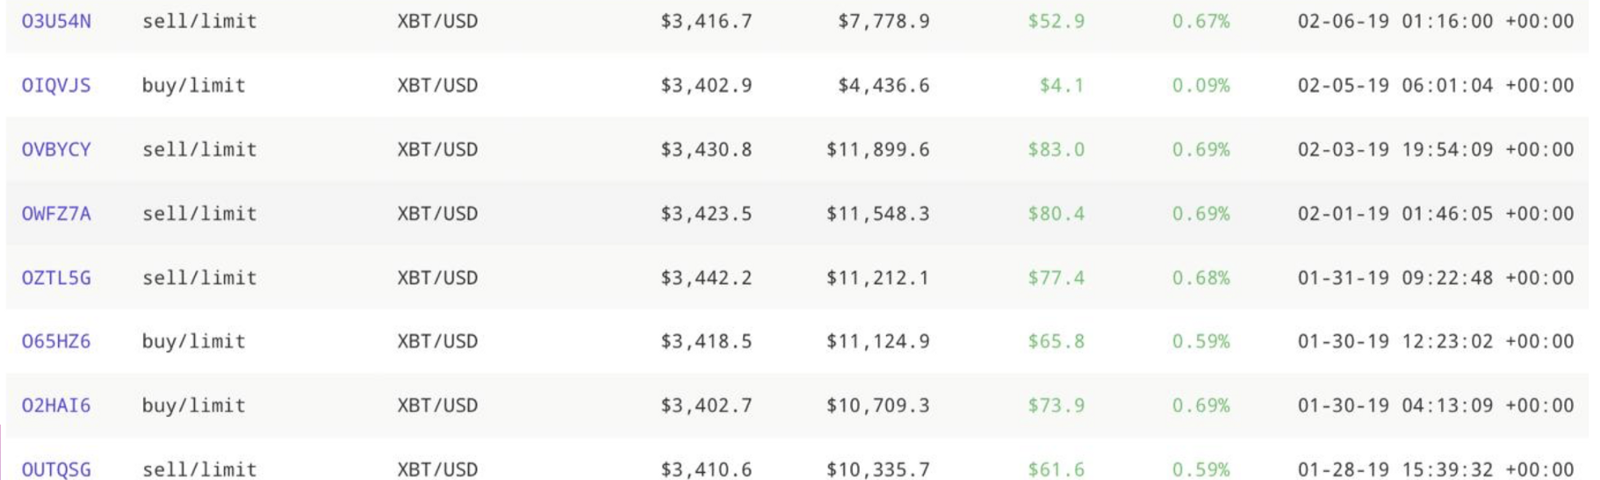 O3U54N sell/limit XBT/USD $3,416.7 $7,778.9 $52.9 0.67% 02-06-19 01:16:00 +00:00
OIQVJS buy/limit XBT/USD $3,402.9 $4,436.6 $4.1 0.09% 02-05-19 06:01:04 +00:00
OVBYCY sell/limit XBT/USD $3,430.8 $11,899.6 $83.0 0.69% 02-03-19 19:54:09 +00:00
OWFZ7A sell/limit XBT/USD $3,423.5 $11,548.3 $80.4 0.69% 02-01-19 01:46:05 +00:00
OZTL5G sell/limit XBT/USD $3,442.2 $11,212.1 $77.4 0.68% 01-31-19 09:22:48 +00:00
O65HZ6 buy/limit XBT/USD $3,418.5 $11,124.9 $65.8 0.59% 01-30-19 12:23:02 +00:00
O2HAI6 buy/limit XBT/USD $3,402.7 $10,709.3 $73.9 0.69% 01-30-19 04:13:09 +00:00
OUTQSG sell/limit XBT/USD $3,410.6 $10,335.7 $61.6 0.59% 01-28-19 15:39:32 +00:00